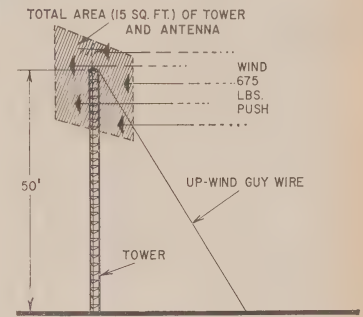 TOTAL AREA (15 SQ. FT.) OF TOWER
AND ANTENNA
WIND
675
LBS.
PUSH
50'
UP-WIND GUY WIRE
TOWER